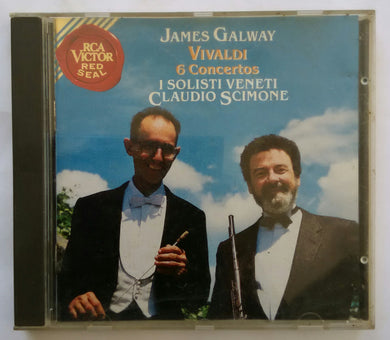 RCA
VICTOR
RED
SEAL
JAMES GALWAY
VIVALDI
6 Concertos
I SOLISTI VENETI
CLAUDIO SCIMONE